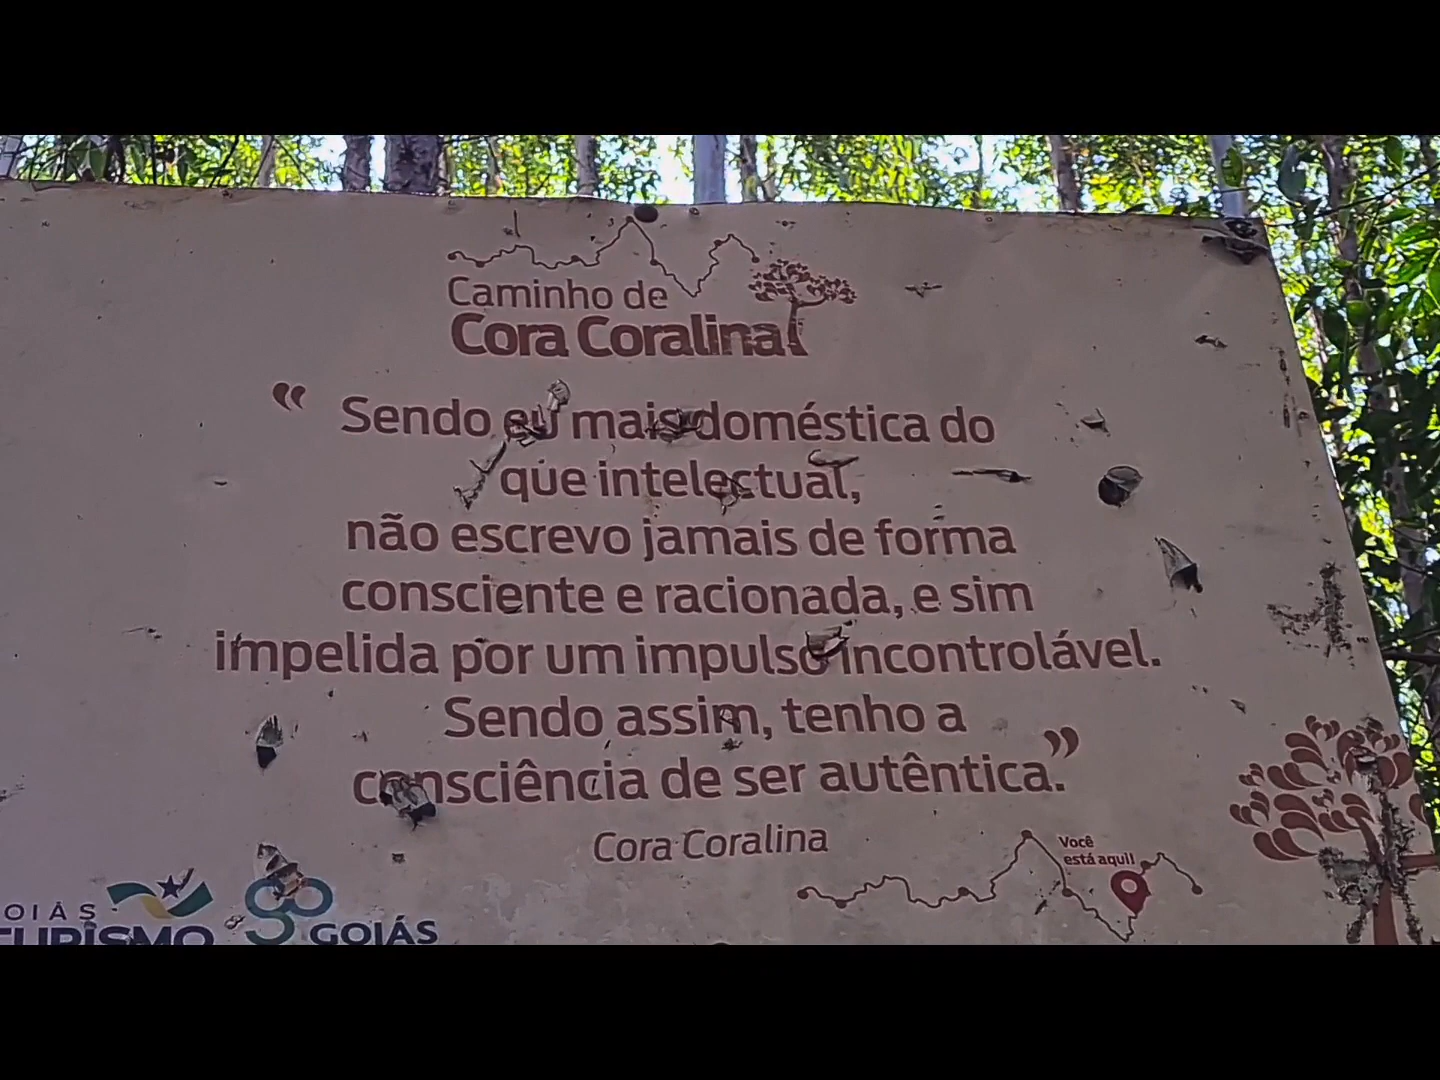 Caminho de
Cora Coralina
“ Sendo eu mais doméstica do
que intelectual,
não escrevo jamais de forma
consciente e racionada, e sim
impelida por um impulso incontrolável.
Sendo assim, tenho a
consciência de ser autêntica.”
Cora Coralina
Você
está aqui!
OIÁS
TURISMO
GOIÁS